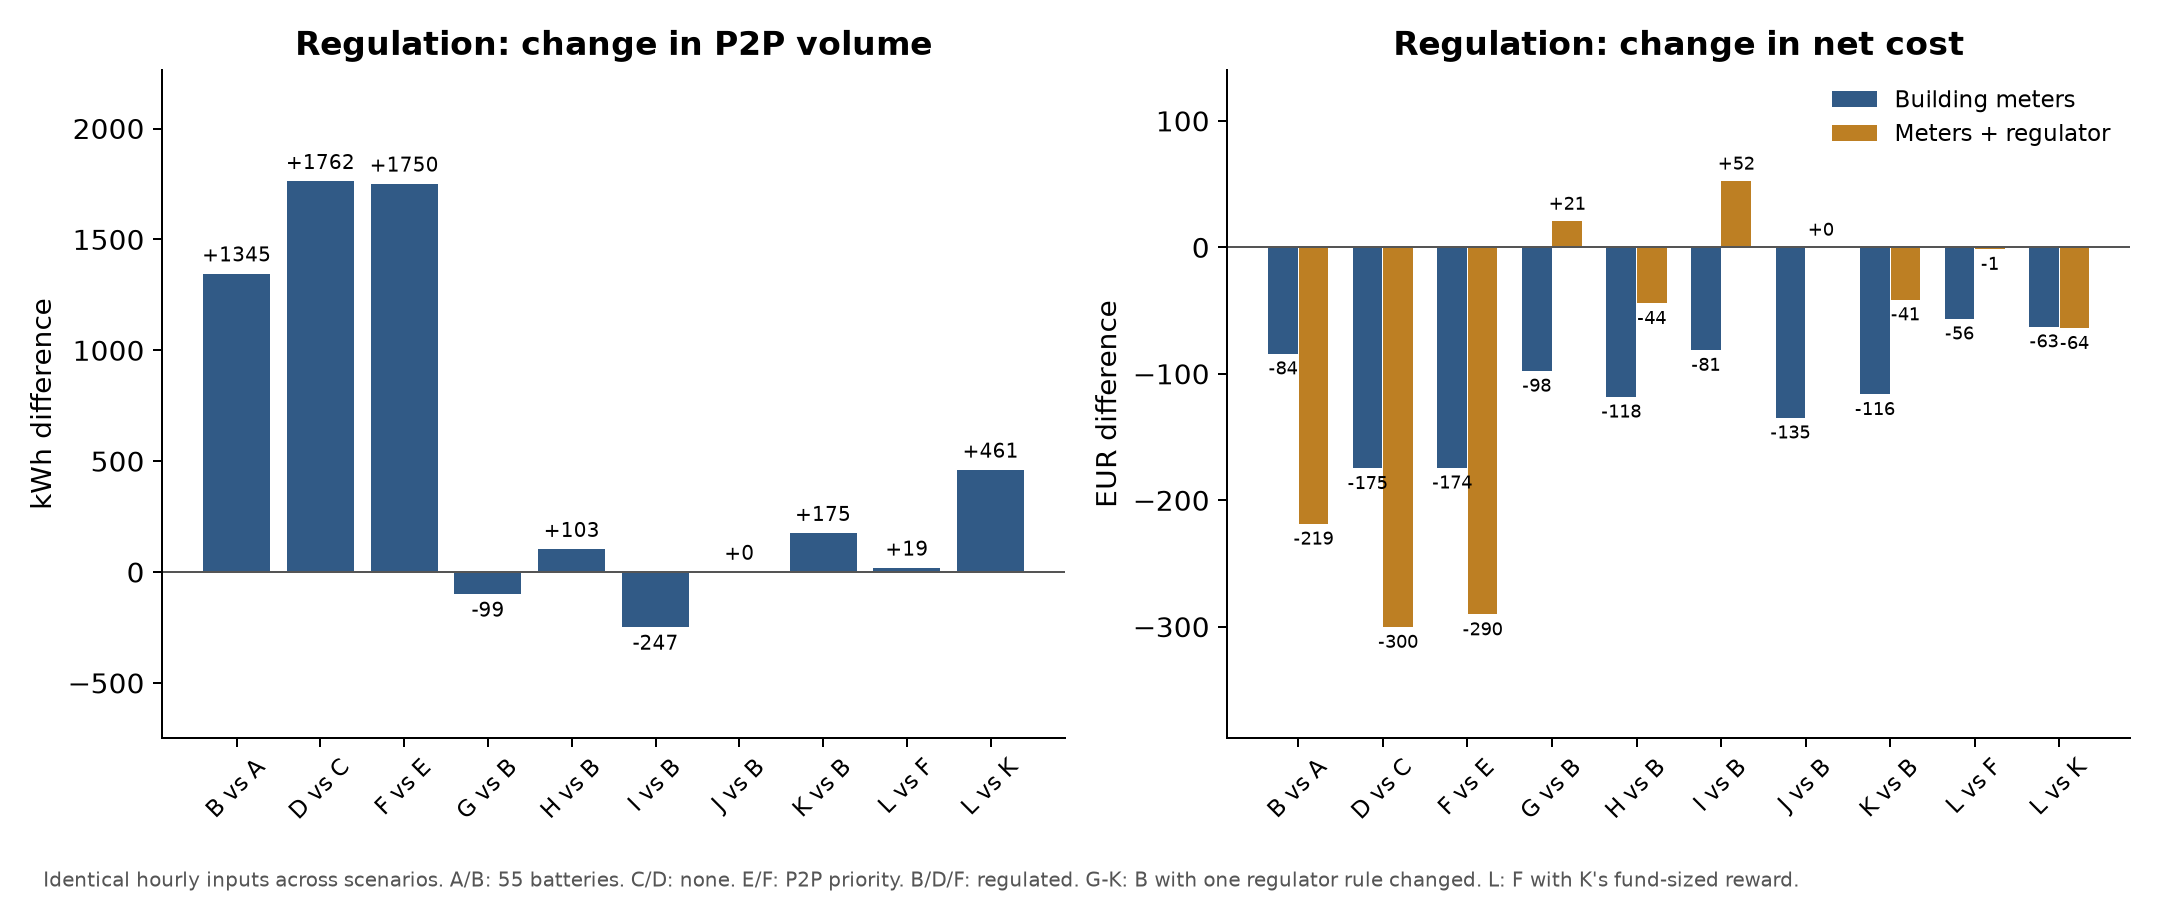 Regulation: change in P2P volume
kWh difference
2000
1500
1000
500
0
−500
+1345
+1762
+1750
-99
+103
-247
+0
+175
+19
+461
B vs A
D vs C
F vs E
G vs B
H vs B
I vs B
J vs B
K vs B
L vs F
L vs K
Regulation: change in net cost
Building meters
Meters + regulator
EUR difference
100
0
−100
−200
−300
-84
-219
-175
-300
-174
-290
-98
+21
-118
-44
-81
+52
-135
+0
-116
-41
-56
-1
-63
-64
B vs A
D vs C
F vs E
G vs B
H vs B
I vs B
J vs B
K vs B
L vs F
L vs K
Identical hourly inputs across scenarios. A/B: 55 batteries. C/D: none. E/F: P2P priority. B/D/F: regulated. G-K: B with one regulator rule changed. L: F with K's fund-sized reward.